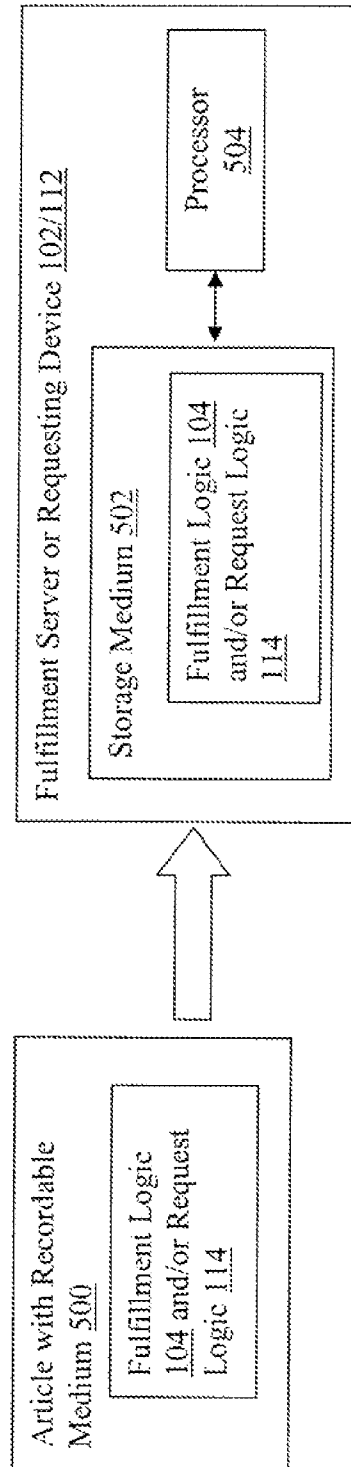 Article with Recordable
Medium 500
Fulfillment Logic
104 and/or Request
Logic 114
Fulfillment Server or Requesting Device 102/112
Storage Medium 502
Fulfillment Logic 104
and/or Request Logic
114
Processor
504